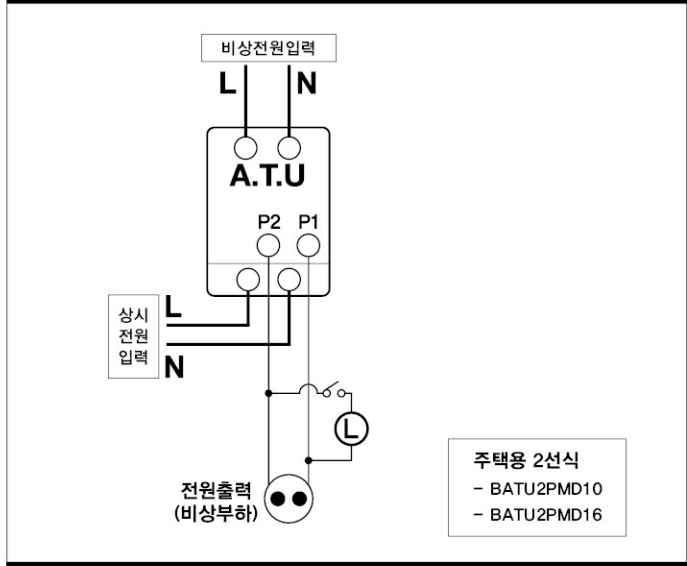 비상전원입력
L N
A.T.U
P2 P1
상시
전원
입력
L
N
L
전원출력
(비상부하)
주택용 2선식
- BATU2PMD10
- BATU2PMD16